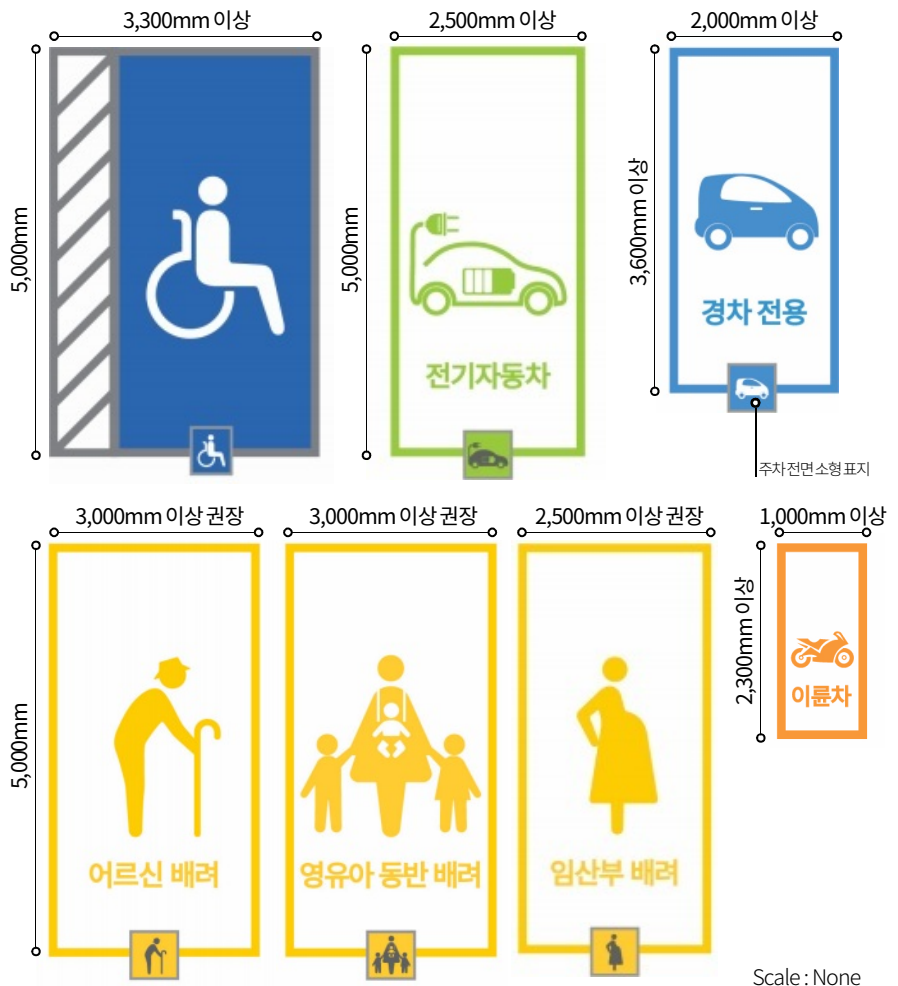 3,300mm 이상
2,500mm 이상
2,000mm 이상
5,000mm
5,000mm
3,600mm 이상
전기자동차
경차 전용
주차전면소형표지
3,000mm 이상 권장
3,000mm 이상 권장
2,500mm 이상 권장
1,000mm 이상
5,000mm
2,300mm 이상
어르신 배려
영유아 동반 배려
임산부 배려
이륜차
Scale : None